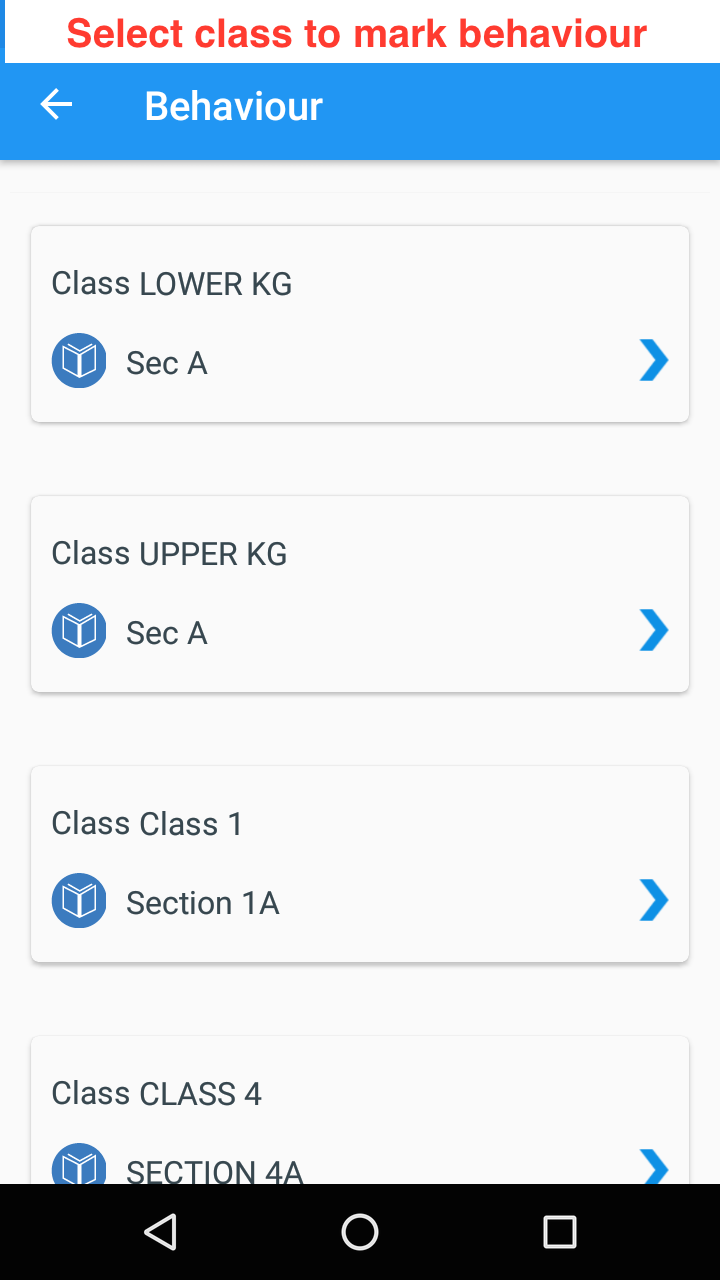 Select class to mark behaviour
Behaviour
Class LOWER KG
Sec A
Class UPPER KG
Sec A
Class Class 1
Section 1A
Class CLASS 4
SECTION 4A